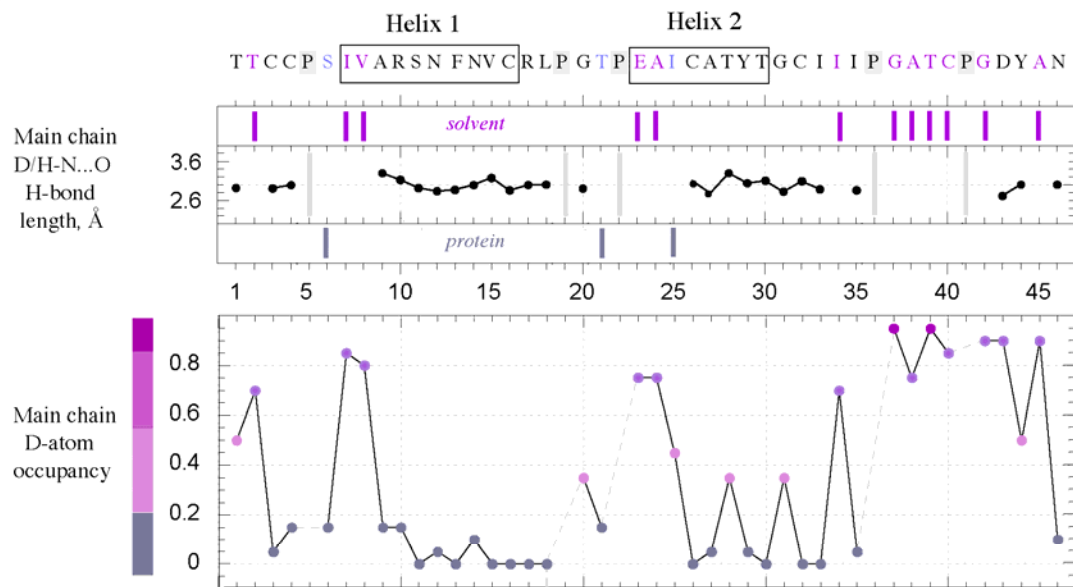 Helix 1
Helix 2
T T C C P S I V A R S N F N V C R L P G T P E A I C A T Y T G C I I I P G A T C P G D Y A N
solvent
Main chain
D/H-N...O
H-bond
length, Å
3.6
2.6
protein
1 5 10 15 20 25 30 35 40 45
Main chain
D-atom
occupancy
0.8
0.6
0.4
0.2
0